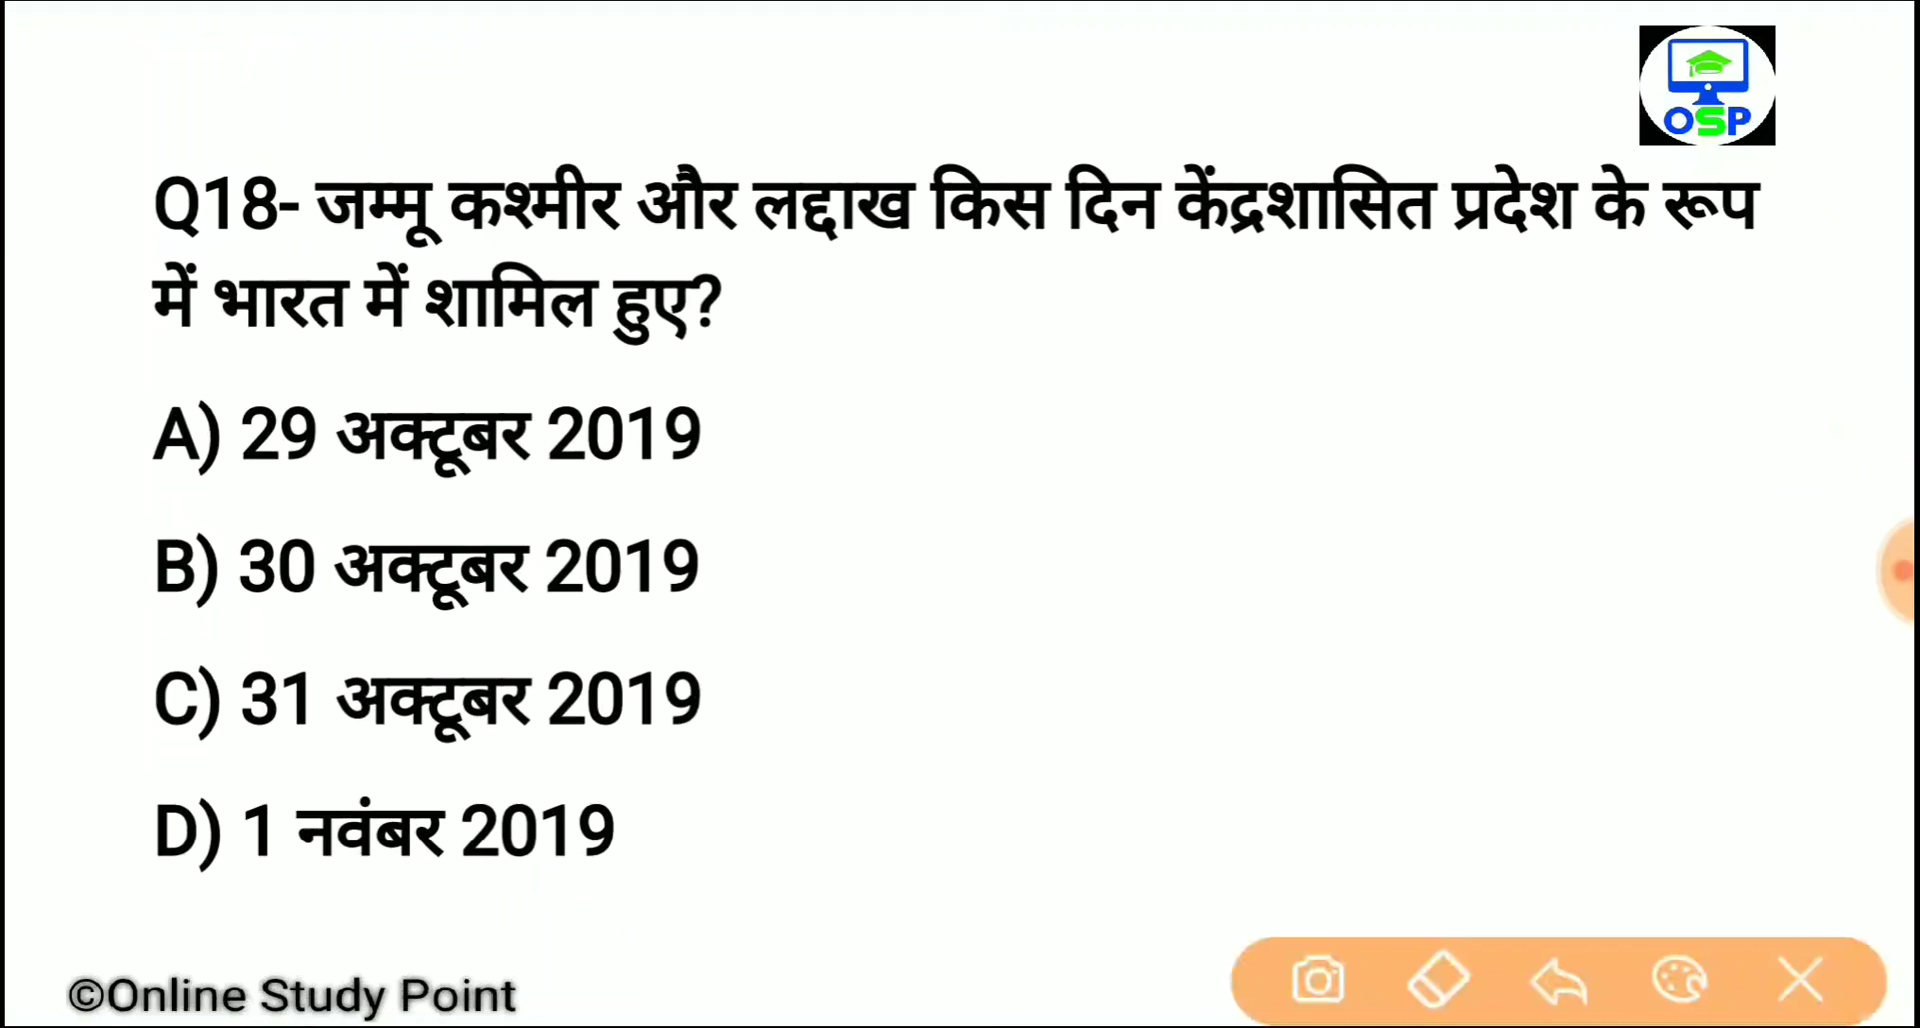 OSP
Q18- जम्मू कश्मीर और लद्दाख किस दिन केंद्रशासित प्रदेश के रूप
में भारत में शामिल हुए?
A) 29 अक्टूबर 2019
B) 30 अक्टूबर 2019
C) 31 अक्टूबर 2019
D) 1 नवंबर 2019
©Online Study Point